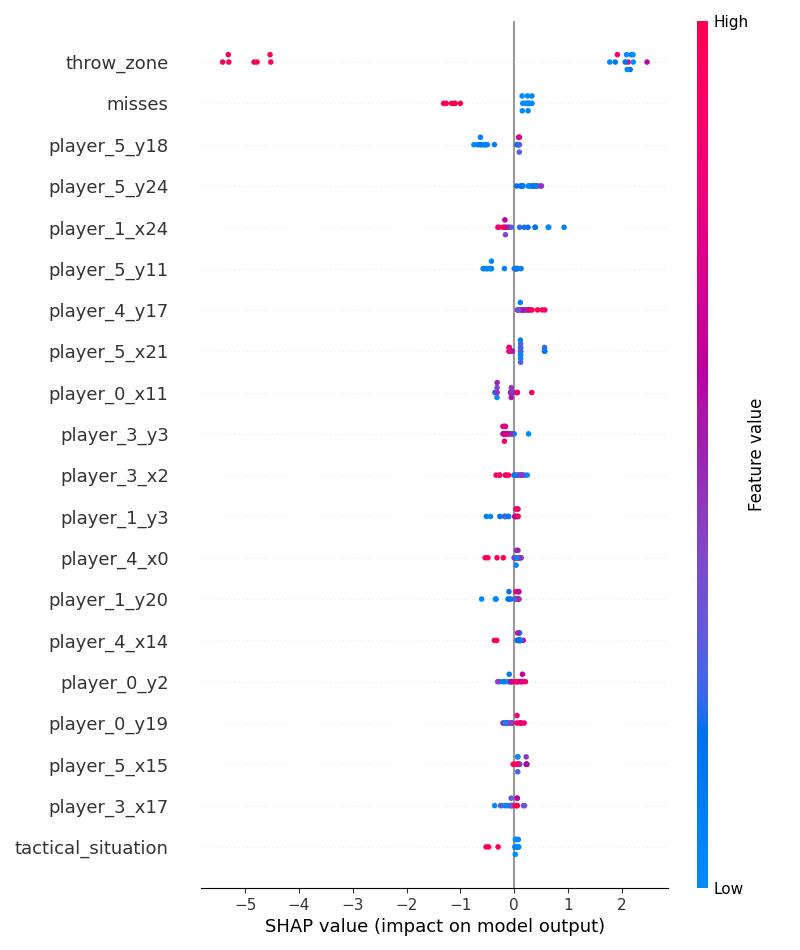 High
throw_zone
misses
player_5_y18
player_5_y24
player_1_x24
player_5_y11
player_4_y17
player_5_x21
player_0_x11
player_3_y3
player_3_x2
player_1_y3
player_4_x0
player_1_y20
player_4_x14
player_0_y2
player_0_y19
player_5_x15
player_3_x17
tactical_situation
Feature value
Low
−5 −4 −3 −2 −1 0 1 2
SHAP value (impact on model output)